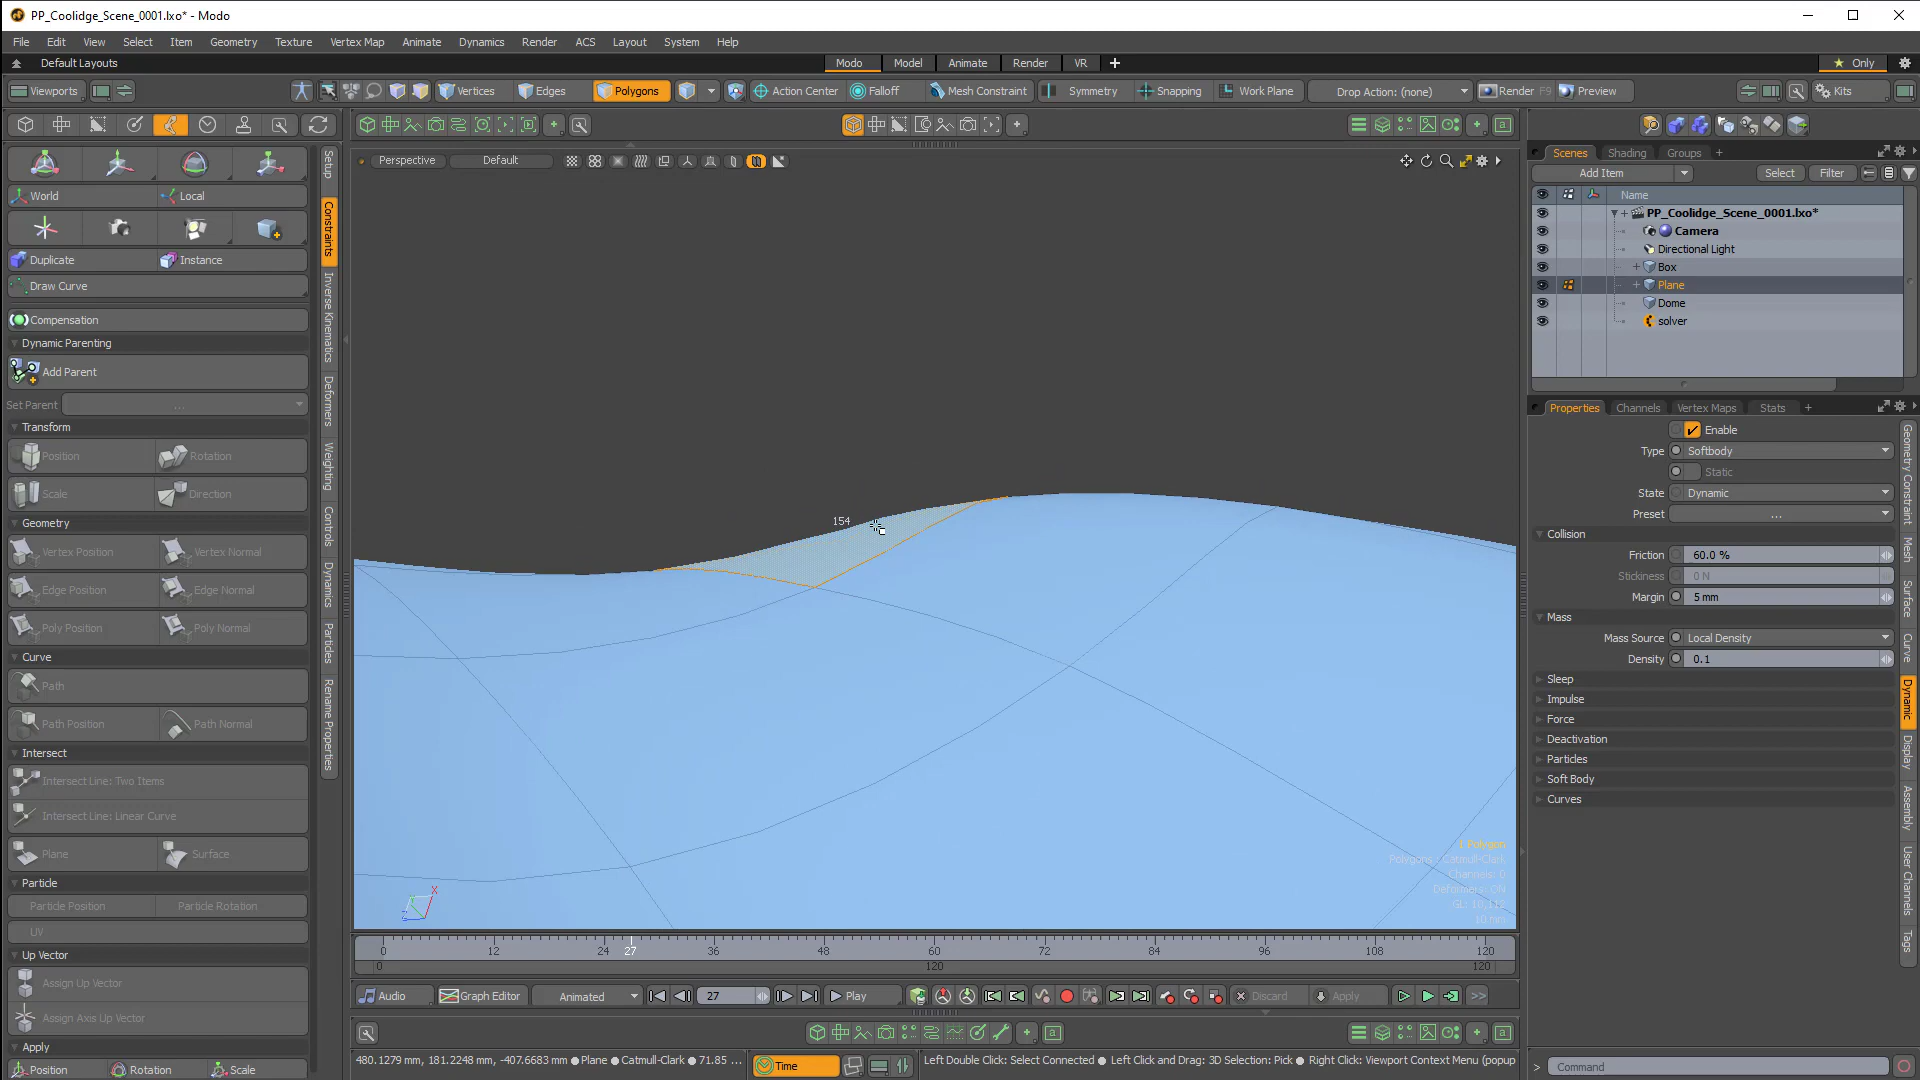 PP_Coolidge_Scene_0001.lxo* - Modo
File Edit View Select Item Geometry Texture Vertex Map Animate Dynamics Render ACS Layout System Help
Default Layouts
Modo Model Animate Render VR
Only
Viewports
Vertices Edges Polygons Action Center Falloff Mesh Constraint Symmetry Snapping Work Plane Drop Action: (none) Render F9 Preview Kits
Perspective Default
World Local
Duplicate Instance
Draw Curve
Compensation
Dynamic Parenting
Add Parent
Set Parent ...
Transform
Position Rotation
Scale Direction
Geometry
Vertex Position Vertex Normal
Edge Position Edge Normal
Poly Position Poly Normal
Curve
Path
Path Position Path Normal
Intersect
Intersect Line: Two Items
Intersect Line: Linear Curve
Plane Surface
Particle
Particle Position Particle Rotation
UV
Up Vector
Assign Up Vector
Assign Axis Up Vector
Apply
Position Rotation Scale
Setup
Constraints
Inverse Kinematics
Deformers
Weighting
Controls
Dynamics
Particles
Rename Properties
154
1 Polygon
Polygons : Catmull-Clark
Channels: 0
Deformers: ON
10 mm
X
0 12 24 27 36 48 60 72 84 96 108 120
0 120 120
Audio Graph Editor Animated 27 Play Discard Apply >>
480.1279 mm, 181.2248 mm, -407.6683 mm Plane Catmull-Clark 71.85 ...
Time
Left Double Click: Select Connected Left Click and Drag: 3D Selection: Pick Right Click: Viewport Context Menu (popup
Scenes Shading Groups +
Add Item Select Filter
Name
PP_Coolidge_Scene_0001.lxo*
Camera
Directional Light
Box
Plane
Dome
solver
Properties Channels Vertex Maps Stats +
Enable
Type Softbody
Static
State Dynamic
Preset ...
Collision
Friction 60.0 %
Stickiness 0 N
Margin 5 mm
Mass
Mass Source Local Density
Density 0.1
Sleep
Impulse
Force
Deactivation
Particles
Soft Body
Curves
Geometry Constraint
Mesh
Surface
Curve
Dynamic
Display
Assembly
User Channels
Tags
> Command